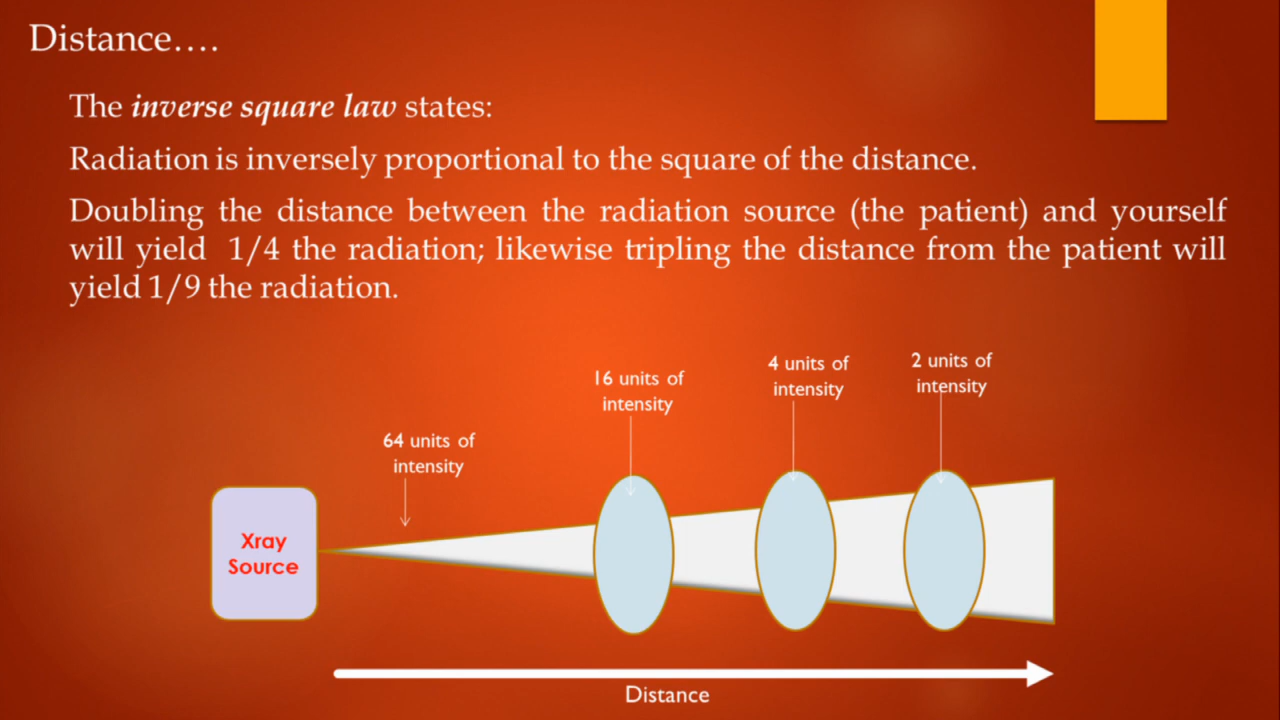 Distance....
The inverse square law states:
Radiation is inversely proportional to the square of the distance.
Doubling the distance between the radiation source (the patient) and yourself
will yield 1/4 the radiation; likewise tripling the distance from the patient will
yield 1/9 the radiation.
64 units of
intensity
16 units of
intensity
4 units of
intensity
2 units of
intensity
Xray
Source
Distance